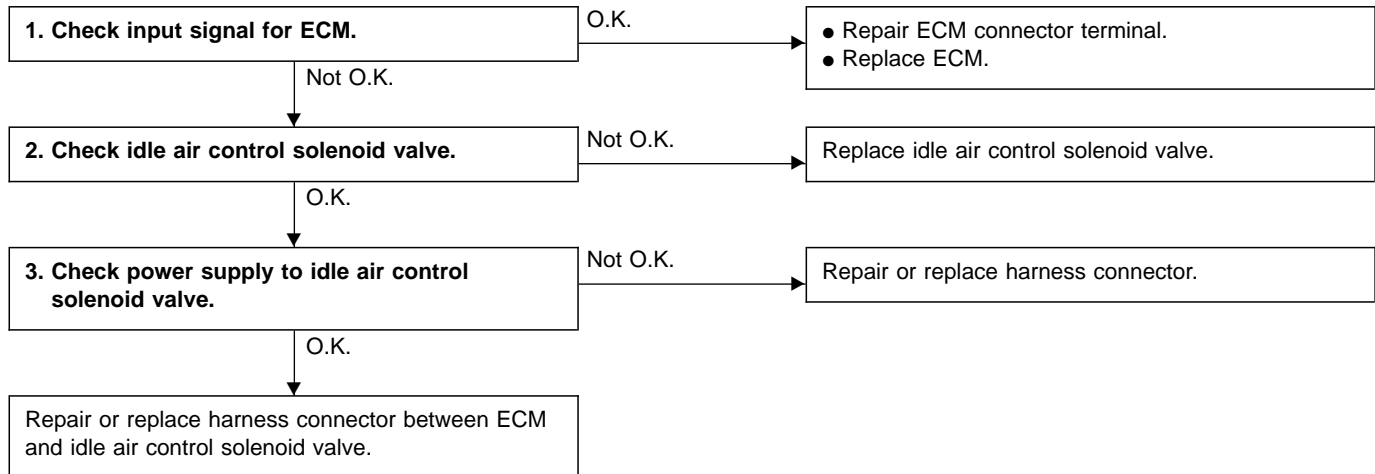 1. Check input signal for ECM.
O.K.
● Repair ECM connector terminal.
● Replace ECM.
Not O.K.
2. Check idle air control solenoid valve.
Not O.K.
Replace idle air control solenoid valve.
O.K.
3. Check power supply to idle air control
solenoid valve.
Not O.K.
Repair or replace harness connector.
O.K.
Repair or replace harness connector between ECM
and idle air control solenoid valve.